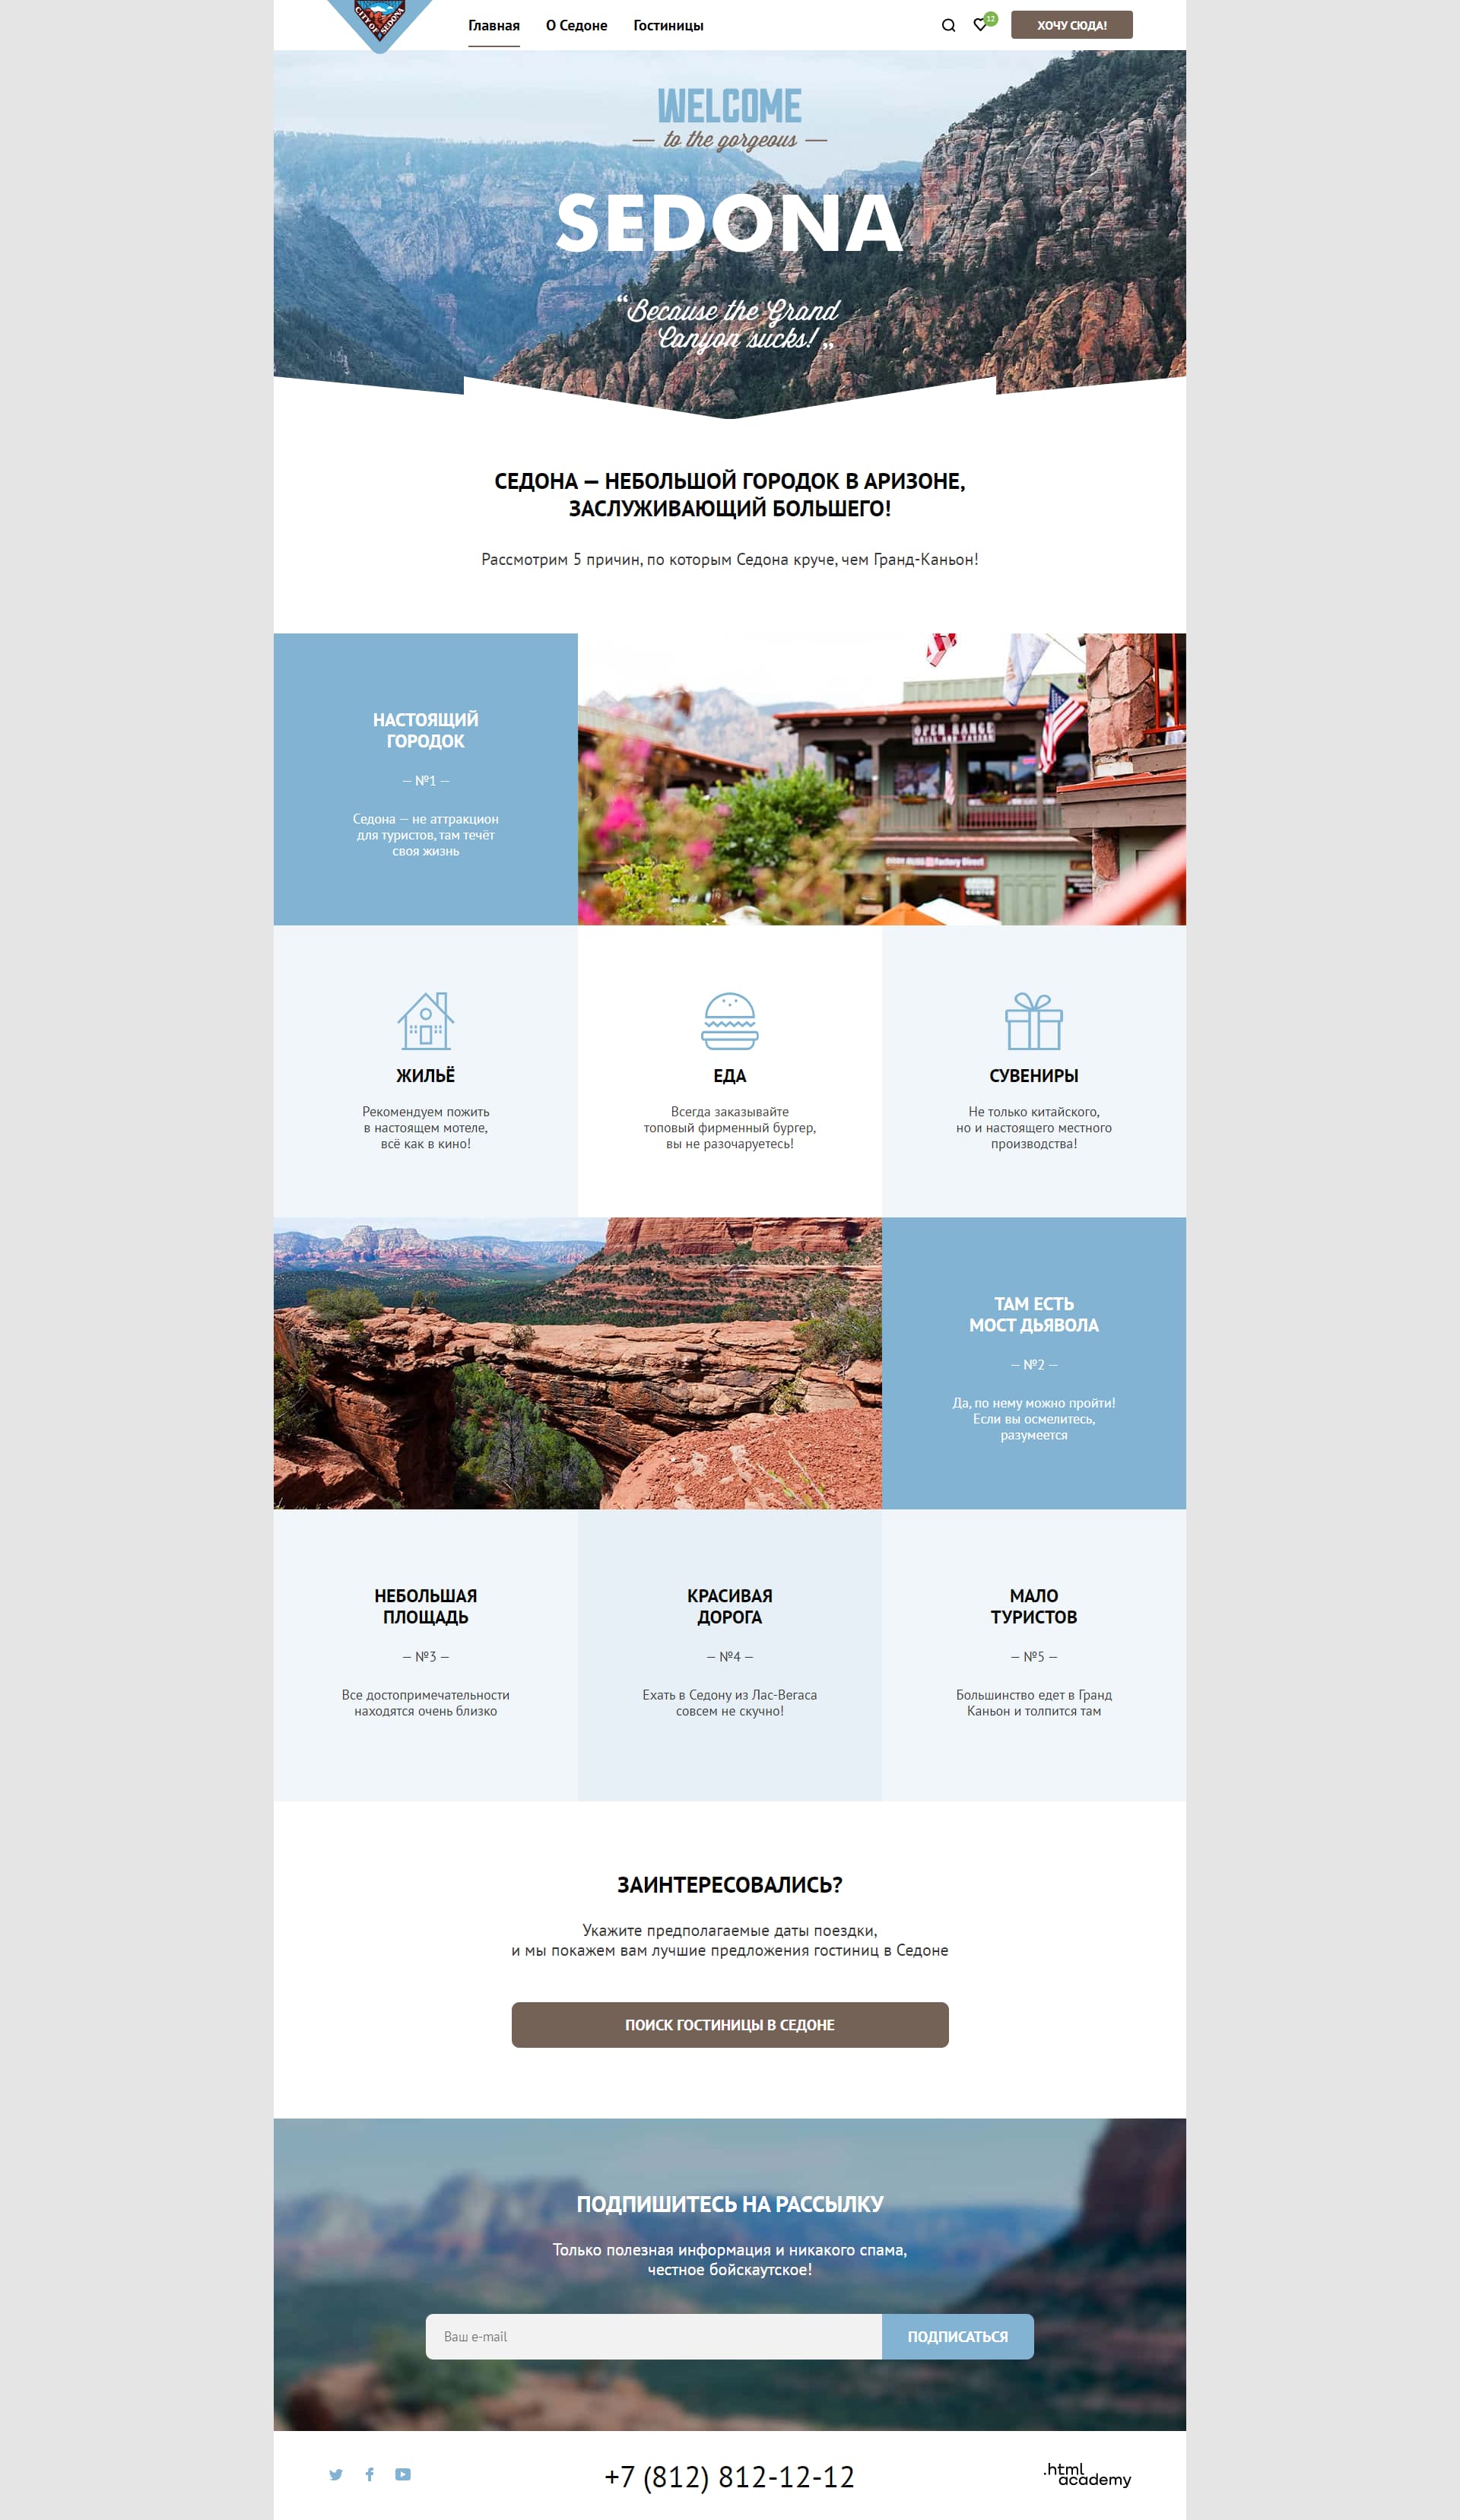 CITY OF SEDONA
Главная
О Седоне
Гостиницы
12
ХОЧУ СЮДА!
WELCOME
— to the gorgeous —
SEDONA
“Because the Grand
Canyon sucks!”
СЕДОНА — НЕБОЛЬШОЙ ГОРОДОК В АРИЗОНЕ,
ЗАСЛУЖИВАЮЩИЙ БОЛЬШЕГО!
Рассмотрим 5 причин, по которым Седона круче, чем Гранд-Каньон!
НАСТОЯЩИЙ
ГОРОДОК
— №1 —
Седона — не аттракцион
для туристов, там течёт
своя жизнь
OPEN RANGE
GRILL AND TAVERN
Factory Direct
ЖИЛЬЁ
Рекомендуем пожить
в настоящем мотеле,
всё как в кино!
ЕДА
Всегда заказывайте
топовый фирменный бургер,
вы не разочаруетесь!
СУВЕНИРЫ
Не только китайского,
но и настоящего местного
производства!
ТАМ ЕСТЬ
МОСТ ДЬЯВОЛА
— №2 —
Да, по нему можно пройти!
Если вы осмелитесь,
разумеется
НЕБОЛЬШАЯ
ПЛОЩАДЬ
— №3 —
Все достопримечательности
находятся очень близко
КРАСИВАЯ
ДОРОГА
— №4 —
Ехать в Седону из Лас-Вегаса
совсем не скучно!
МАЛО
ТУРИСТОВ
— №5 —
Большинство едет в Гранд
Каньон и толпится там
ЗАИНТЕРЕСОВАЛИСЬ?
Укажите предполагаемые даты поездки,
и мы покажем вам лучшие предложения гостиниц в Седоне
ПОИСК ГОСТИНИЦЫ В СЕДОНЕ
ПОДПИШИТЕСЬ НА РАССЫЛКУ
Только полезная информация и никакого спама,
честное бойскаутское!
Ваш e-mail
ПОДПИСАТЬСЯ
+7 (812) 812-12-12
.html
academy